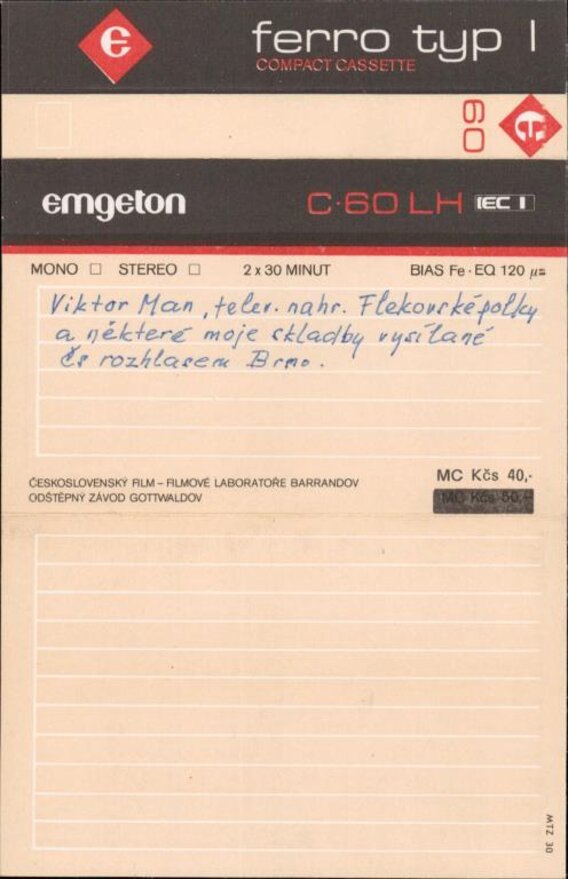 ferro typ I
COMPACT CASSETTE
60
emgeton
C·60 LH IEC I
MONO STEREO 2 x 30 MINUT BIAS Fe · EQ 120 μs
Viktor Man, telev. nahr. Flekovské polky
a některé moje skladby vysílané
čs rozhlasem Brno.
ČESKOSLOVENSKÝ FILM – FILMOVÉ LABORATOŘE BARRANDOV
ODŠTĚPNÝ ZÁVOD GOTTWALDOV
MC Kčs 40,-
MC Kčs 50,-
MTZ 30